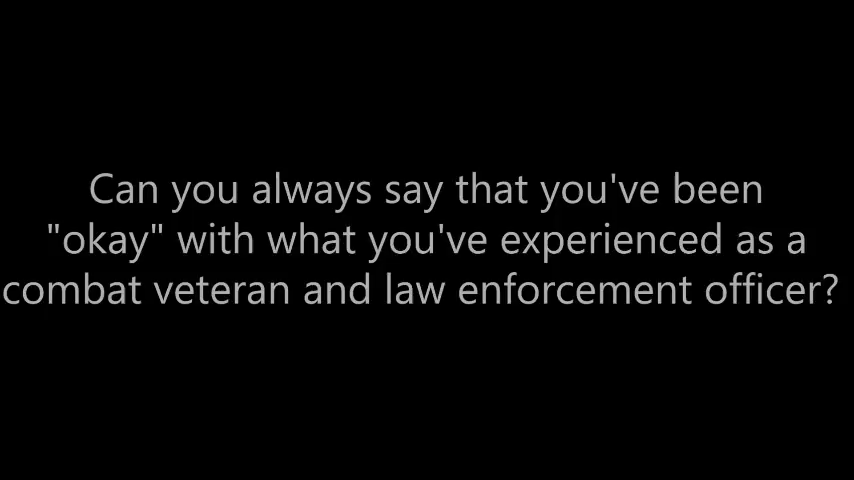 Can you always say that you've been
"okay" with what you've experienced as a
combat veteran and law enforcement officer?